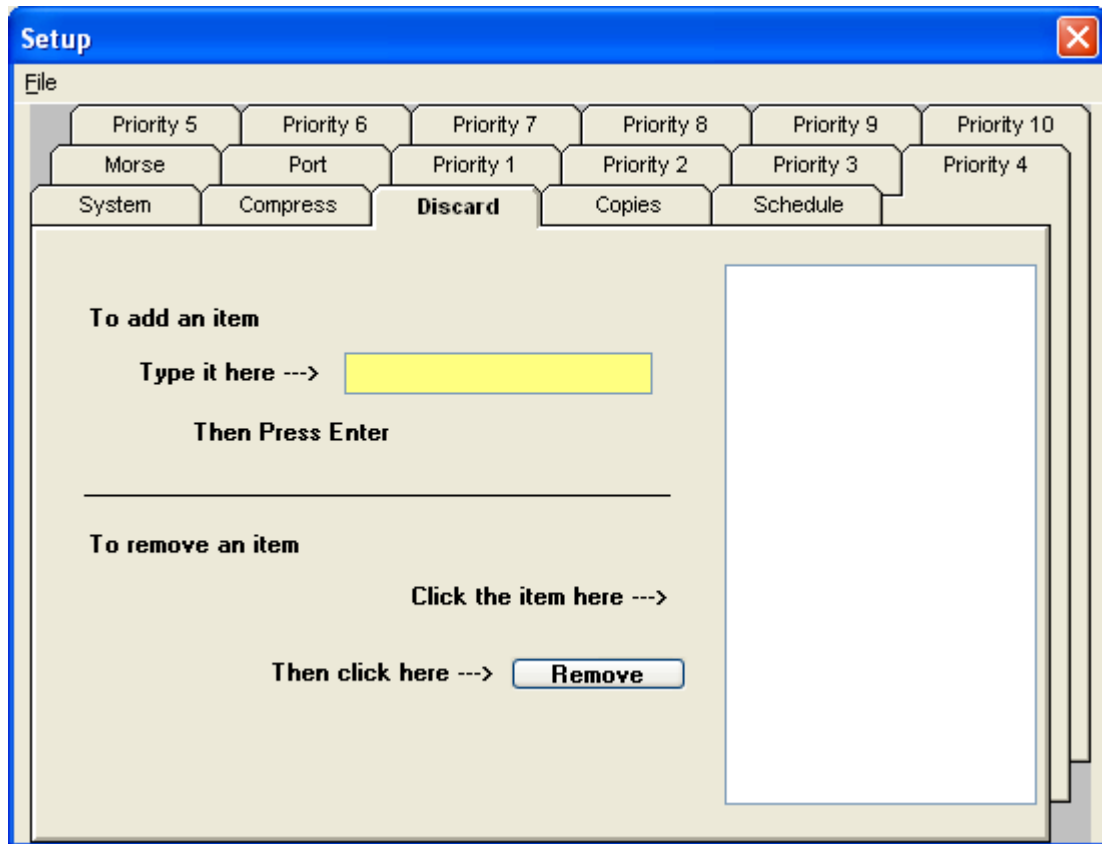 Setup
File
Priority 5 Priority 6 Priority 7 Priority 8 Priority 9 Priority 10
Morse Port Priority 1 Priority 2 Priority 3 Priority 4
System Compress Discard Copies Schedule
To add an item
Type it here --->
Then Press Enter
To remove an item
Click the item here --->
Then click here ---> Remove